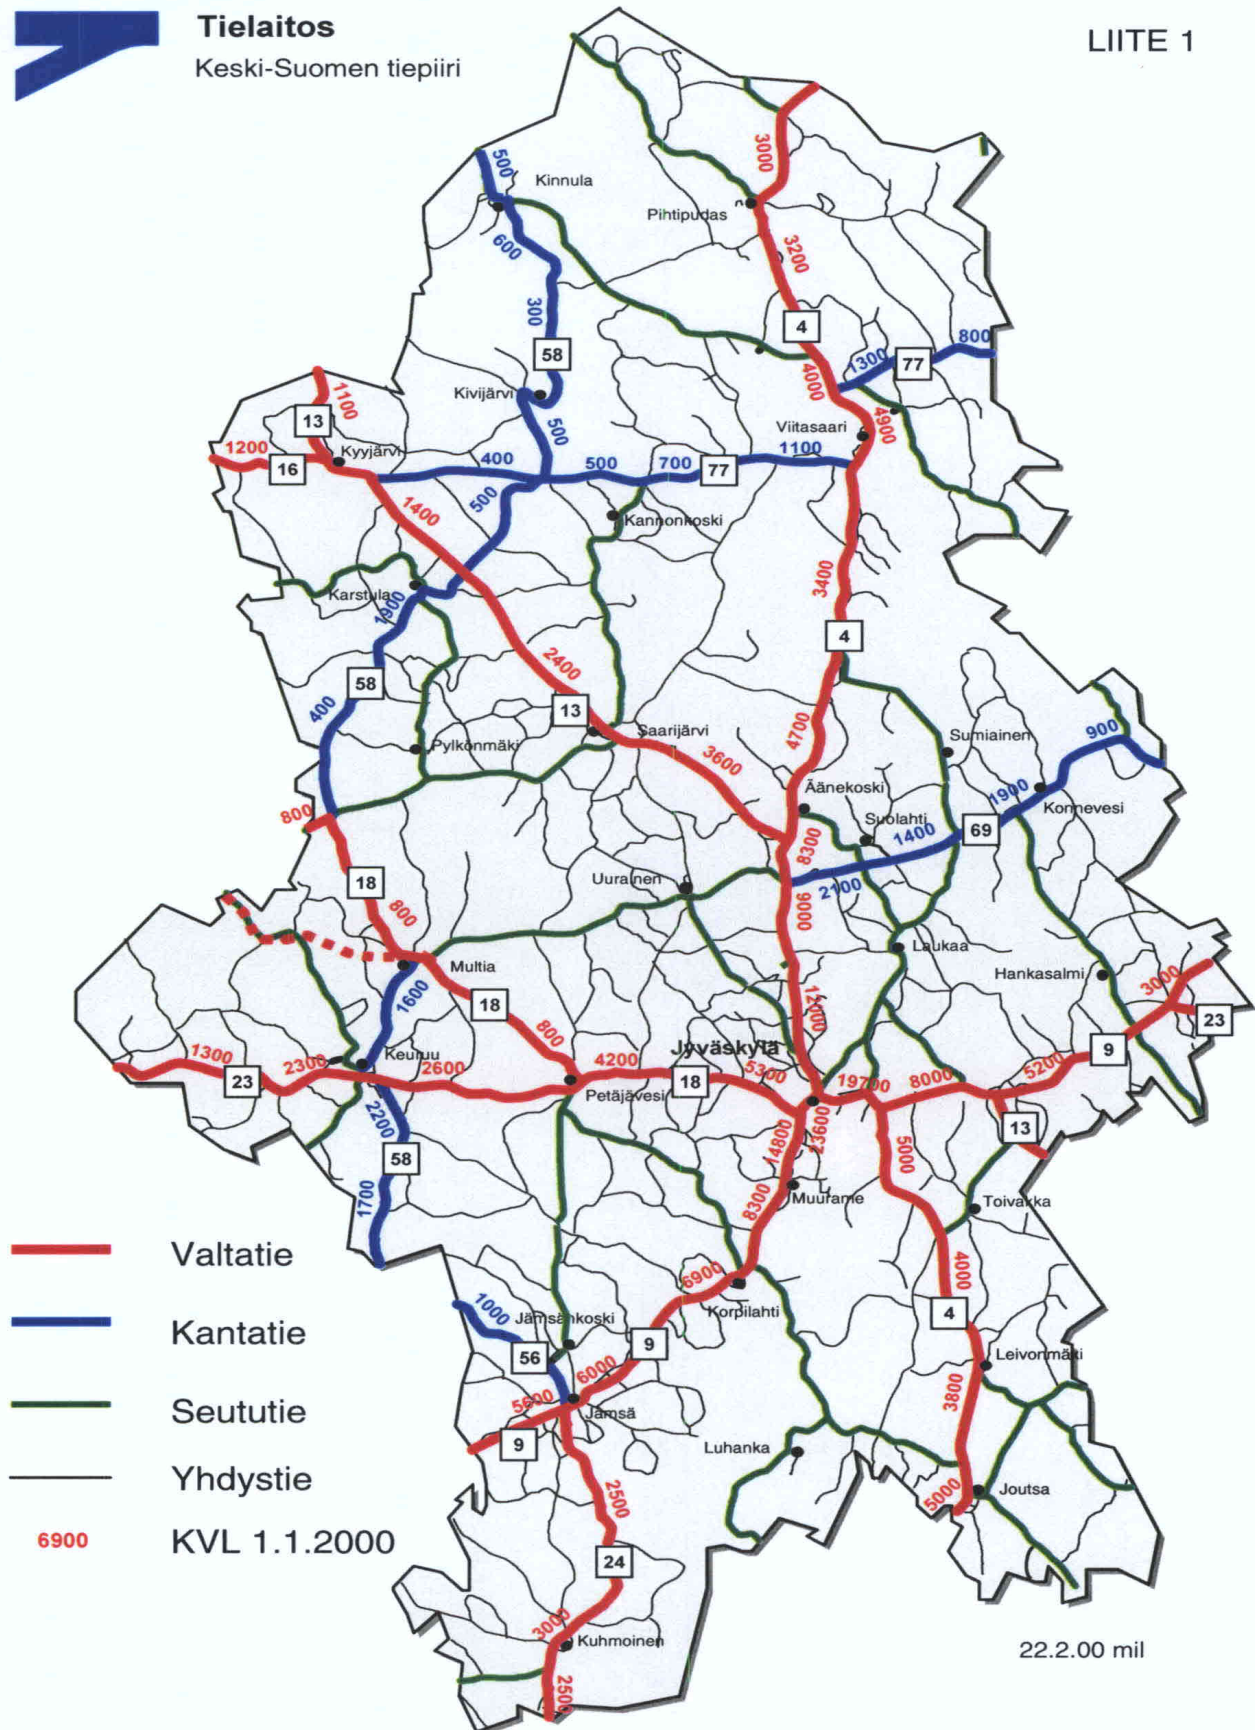 Tielaitos
Keski-Suomen tiepiiri
LIITE 1
3000
500
Kinnula
Pihtipudas
600
3200
300
4
800
58
1300
77
4000
Kivijärvi
1100
13
4900
Viitasaari
500
1200
16
Kyyjärvi
400
500
700
77
1100
500
1400
Kannonkoski
3400
Karstula
1900
4
2400
58
400
13
4700
Saarijärvi
Pylkönmäki
3600
Sumiainen
900
Äänekoski
1900
Konnevesi
800
Suolahti
8300
1400
69
18
Uurainen
2100
800
9000
Laukaa
Multia
Hankasalmi
1600
18
12000
3000
23
800
Jyväskylä
9
1300
2300
Keuruu
4200
5300
5200
23
2600
18
19700
8000
Petäjävesi
2200
23600
13
58
14800
5000
1700
8300
Muurame
Toivakka
Valtatie
6900
4000
1000
Korpilahti
Kantatie
Jämsänkoski
4
56
9
6000
Leivonmäki
5600
3800
Seututie
Jämsä
9
Luhanka
Yhdystie
2500
5000
Joutsa
6900
KVL 1.1.2000
24
3000
Kuhmoinen
22.2.00 mil
2500